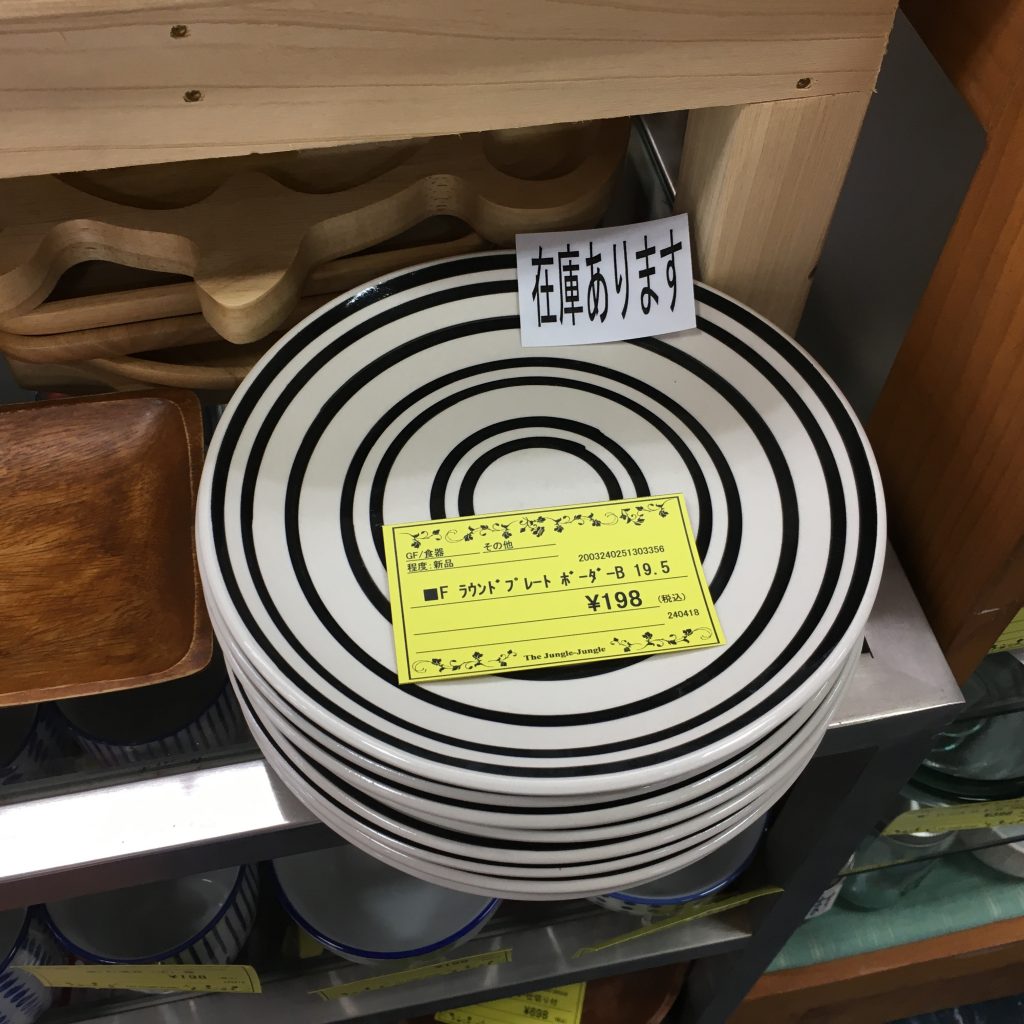 在庫あります
GF/食器 その他
程度:新品 2003240251303356
■F ﾗｳﾝﾄﾞﾌﾟﾚｰﾄ ﾎﾞｰﾀﾞｰB 19.5
¥198 (税込)
240418
The Jungle-Jungle